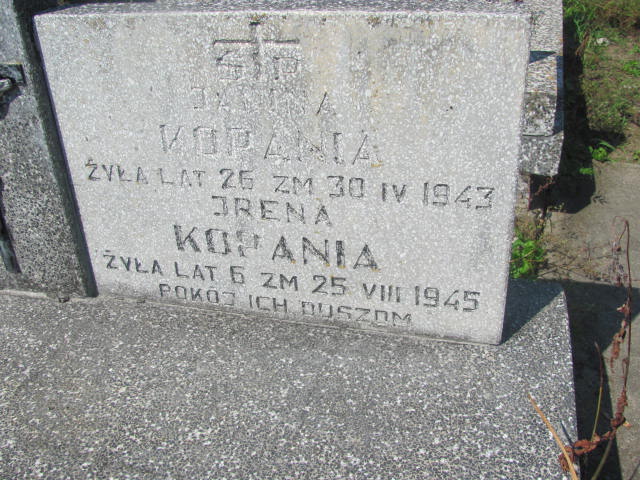 Ś P
JANINA
KOPANIA
ŻYŁA LAT 26 ZM 30 IV 1943
IRENA
KOPANIA
ŻYŁA LAT 6 ZM 25 VIII 1945
POKÓJ ICH DUSZOM